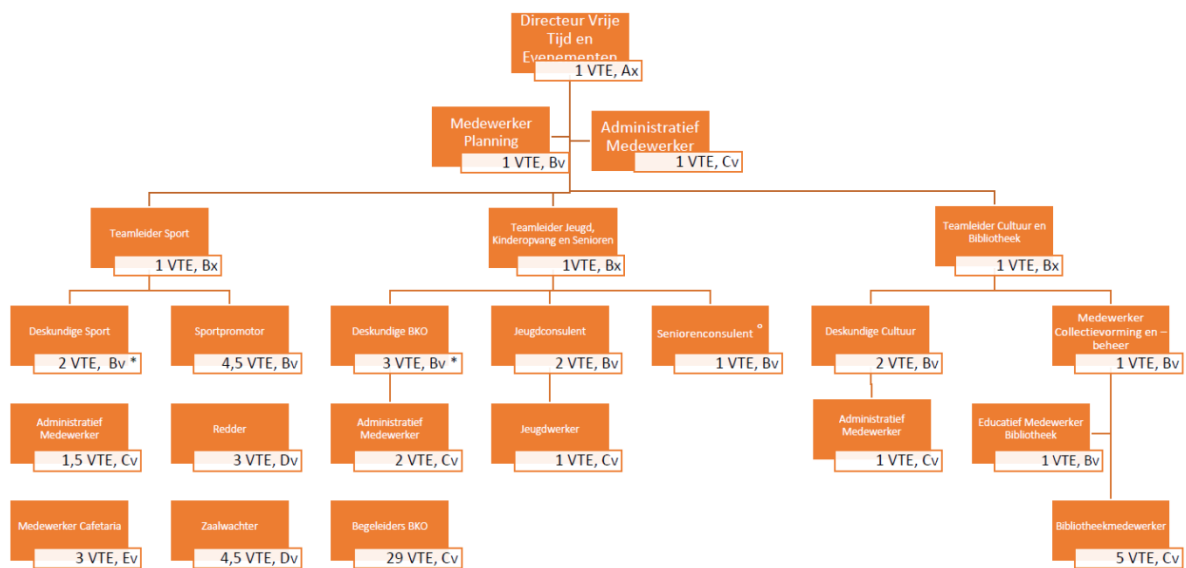 Directeur Vrije
Tijd en
Evenementen
1 VTE, Ax
Medewerker
Planning
1 VTE, Bv
Administratief
Medewerker
1 VTE, Cv
Teamleider Sport
1 VTE, Bx
Teamleider Jeugd,
Kinderopvang en Senioren
1VTE, Bx
Teamleider Cultuur en
Bibliotheek
1 VTE, Bx
Deskundige Sport
2 VTE, Bv *
Sportpromotor
4,5 VTE, Bv
Deskundige BKO
3 VTE, Bv *
Jeugdconsulent
2 VTE, Bv
Seniorenconsulent °
1 VTE, Bv
Deskundige Cultuur
2 VTE, Bv
Medewerker
Collectievorming en –
beheer
1 VTE, Bv
Administratief
Medewerker
1,5 VTE, Cv
Redder
3 VTE, Dv
Administratief
Medewerker
2 VTE, Cv
Jeugdwerker
1 VTE, Cv
Administratief
Medewerker
1 VTE, Cv
Educatief Medewerker
Bibliotheek
1 VTE, Bv
Medewerker Cafetaria
3 VTE, Ev
Zaalwachter
4,5 VTE, Dv
Begeleiders BKO
29 VTE, Cv
Bibliotheekmedewerker
5 VTE, Cv